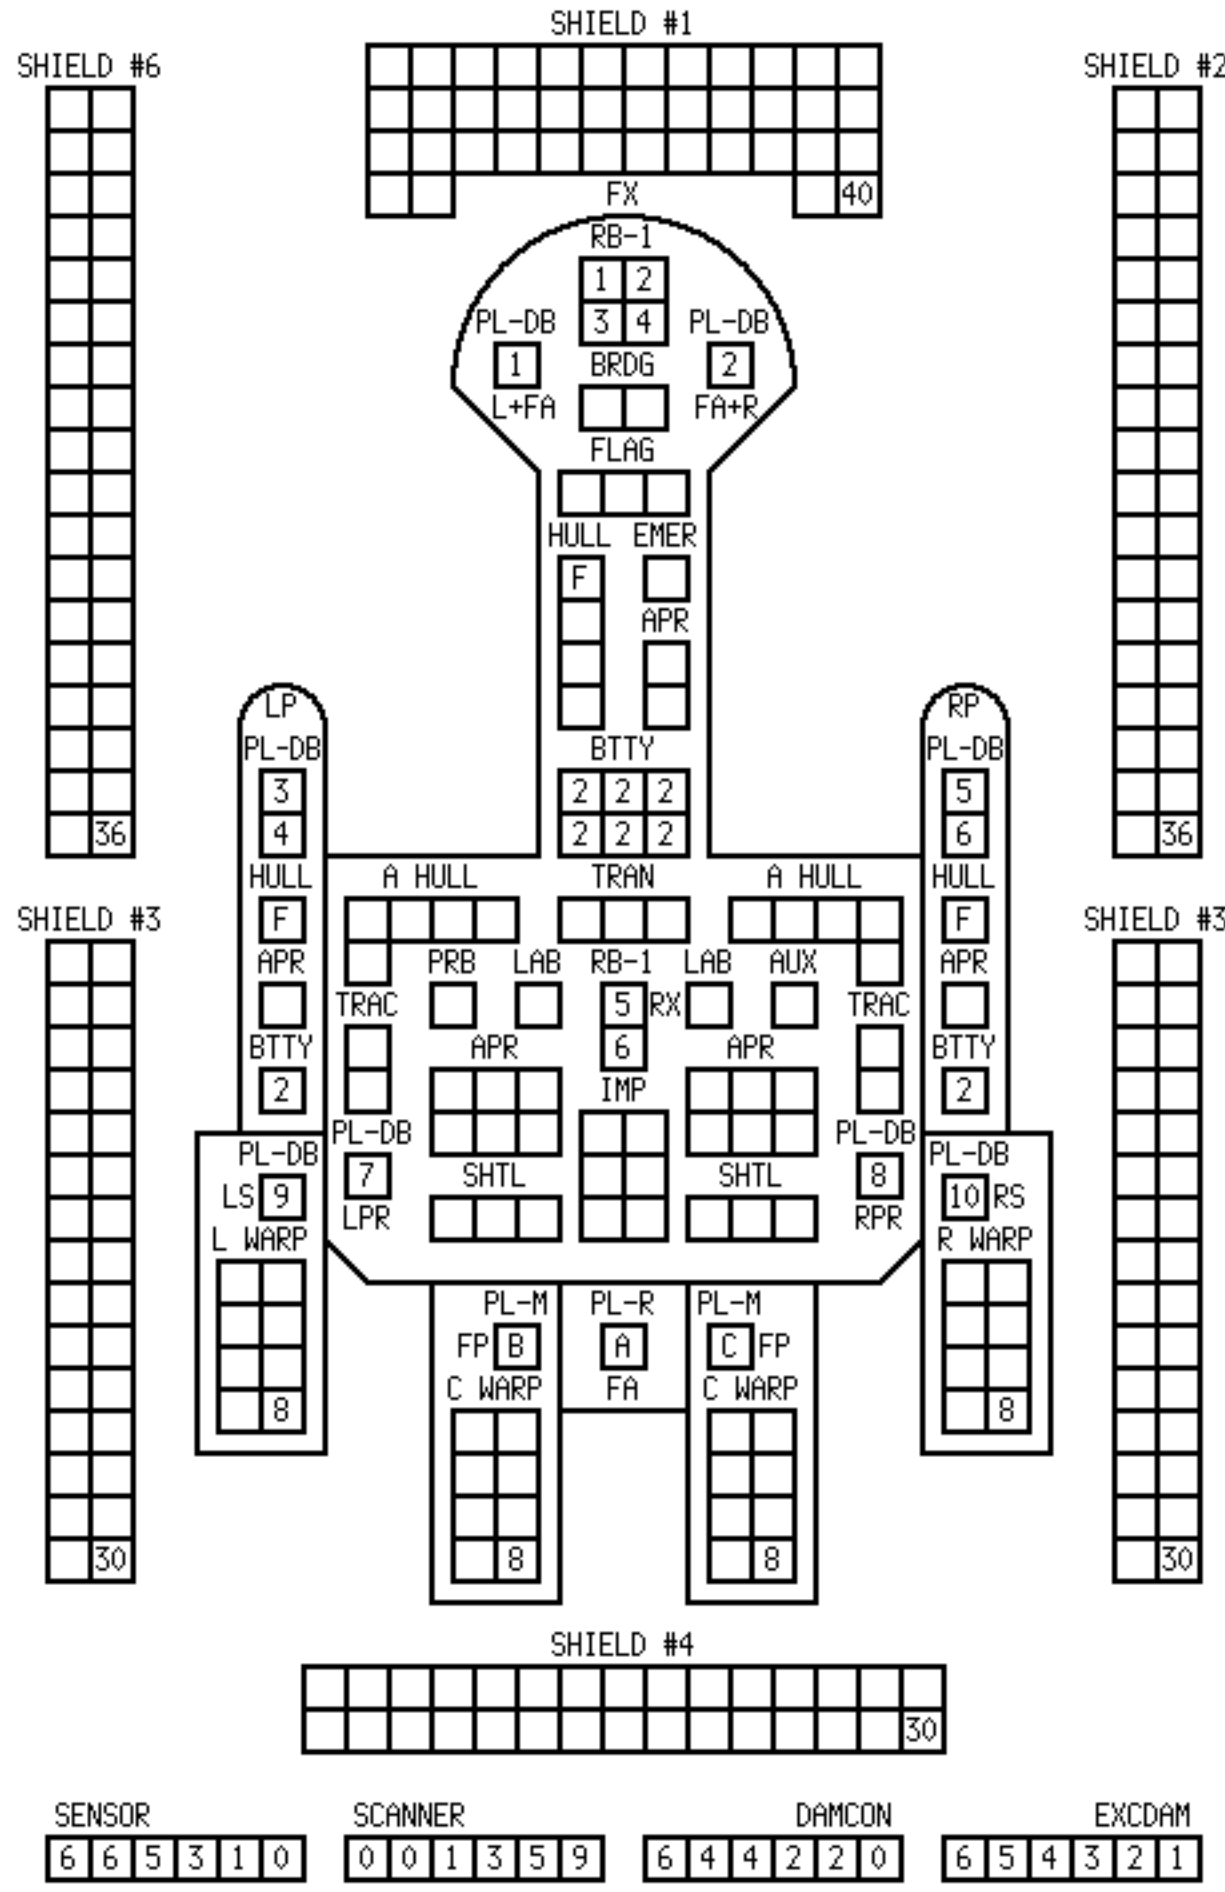 SHIELD #1
SHIELD #6 SHIELD #2
40
FX
RB-1
1 2
PL-DB 3 4 PL-DB
1 BRDG 2
L+FA FA+R
FLAG
HULL EMER
F
APR
LP RP
PL-DB BTTY PL-DB
3 2 2 2 5
36 4 2 2 2 6 36
HULL A HULL TRAN A HULL HULL
SHIELD #3 F F SHIELD #3
APR PRB LAB RB-1 LAB AUX APR
TRAC 5 RX TRAC
BTTY APR 6 APR BTTY
2 IMP 2
PL-DB PL-DB
PL-DB 7 SHTL SHTL 8 PL-DB
LS 9 10 RS
LPR RPR
L WARP R WARP
PL-M PL-R PL-M
FP B A C FP
C WARP FA C WARP
8 8
30 8 8 30
SHIELD #4
30
SENSOR SCANNER DAMCON EXCDAM
6 6 5 3 1 0 0 0 1 3 5 9 6 4 4 2 2 0 6 5 4 3 2 1